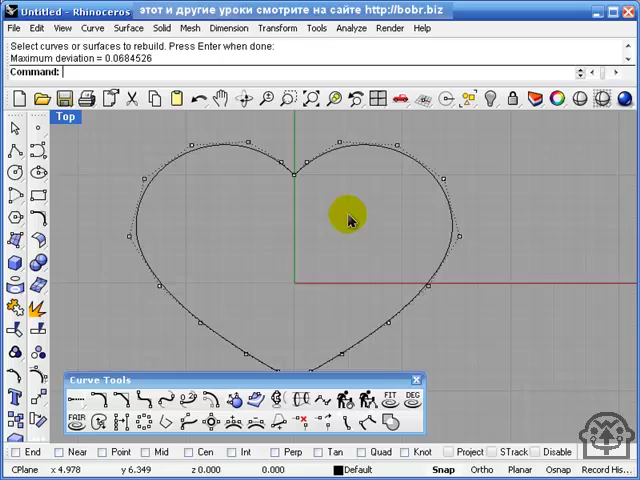 Untitled - Rhinoceros
этот и другие уроки смотрите на сайте http://bobr.biz
File Edit View Curve Surface Solid Mesh Dimension Transform Tools Analyze Render Help
Select curves or surfaces to rebuild. Press Enter when done:
Maximum deviation = 0.0684526
Command:
Top
Curve Tools
FIT DEG
FAIR
End Near Point Mid Cen Int Perp Tan Quad Knot Project STrack Disable
CPlane x 4.978 y 6.349 z 0.000 0.000 Default Snap Ortho Planar Osnap Record His...